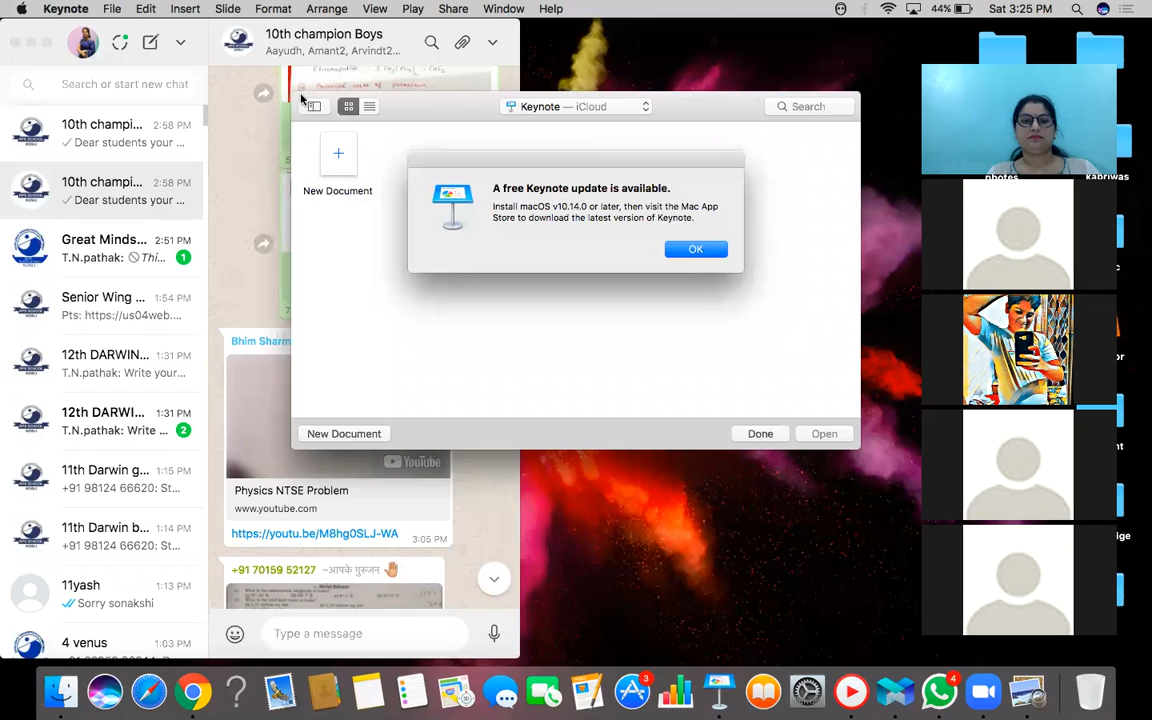 Keynote File Edit Insert Slide Format Arrange View Play Share Window Help 44% Sat 3:25 PM
10th champion Boys
Aayudh, Amant2, Arvindt2...
Search or start new chat
10th champi... 2:58 PM
Dear students your ...
10th champi... 2:58 PM
Dear students your ...
Great Minds... 2:51 PM
T.N.pathak: Thi... 1
Senior Wing ... 1:54 PM
Pts: https://us04web....
12th DARWIN... 1:31 PM
T.N.pathak: Write your...
12th DARWI... 1:31 PM
T.N.pathak: Write ... 2
11th Darwin g... 1:15 PM
+91 98124 66620: St...
11th Darwin b... 1:14 PM
+91 98124 66620: S...
11yash 1:13 PM
Sorry sonakshi
4 venus 1:03 PM
Bhim Sharm
YouTube
Physics NTSE Problem
www.youtube.com
https://youtu.be/M8hg0SLJ-WA
3:05 PM
+91 70159 52127 ~आपके गुरुजन
Type a message
Keynote — iCloud
Search
New Document
A free Keynote update is available.
Install macOS v10.14.0 or later, then visit the Mac App
Store to download the latest version of Keynote.
OK
New Document Done Open
photos kabriwas
3
4